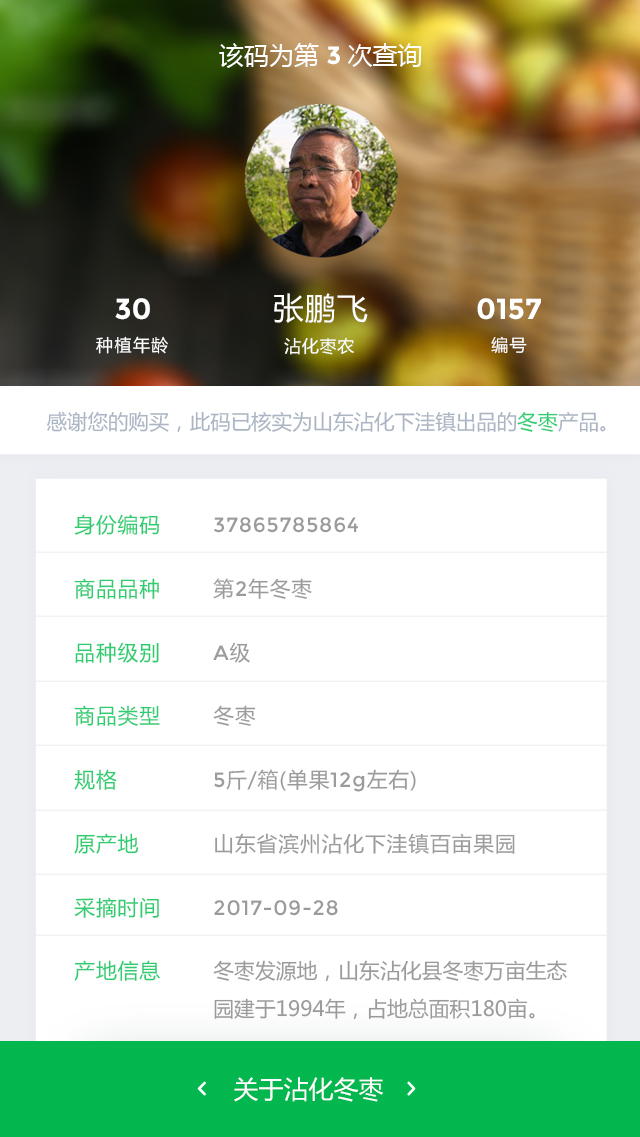 该码为第 3 次查询
30
张鹏飞
0157
种植年龄
沾化枣农
编号
感谢您的购买，此码已核实为山东沾化下洼镇出品的冬枣产品。
身份编码 37865785864
商品品种 第2年冬枣
品种级别 A级
商品类型 冬枣
规格 5斤/箱(单果12g左右)
原产地 山东省滨州沾化下洼镇百亩果园
采摘时间 2017-09-28
产地信息 冬枣发源地，山东沾化县冬枣万亩生态
园建于1994年，占地总面积180亩。
关于沾化冬枣